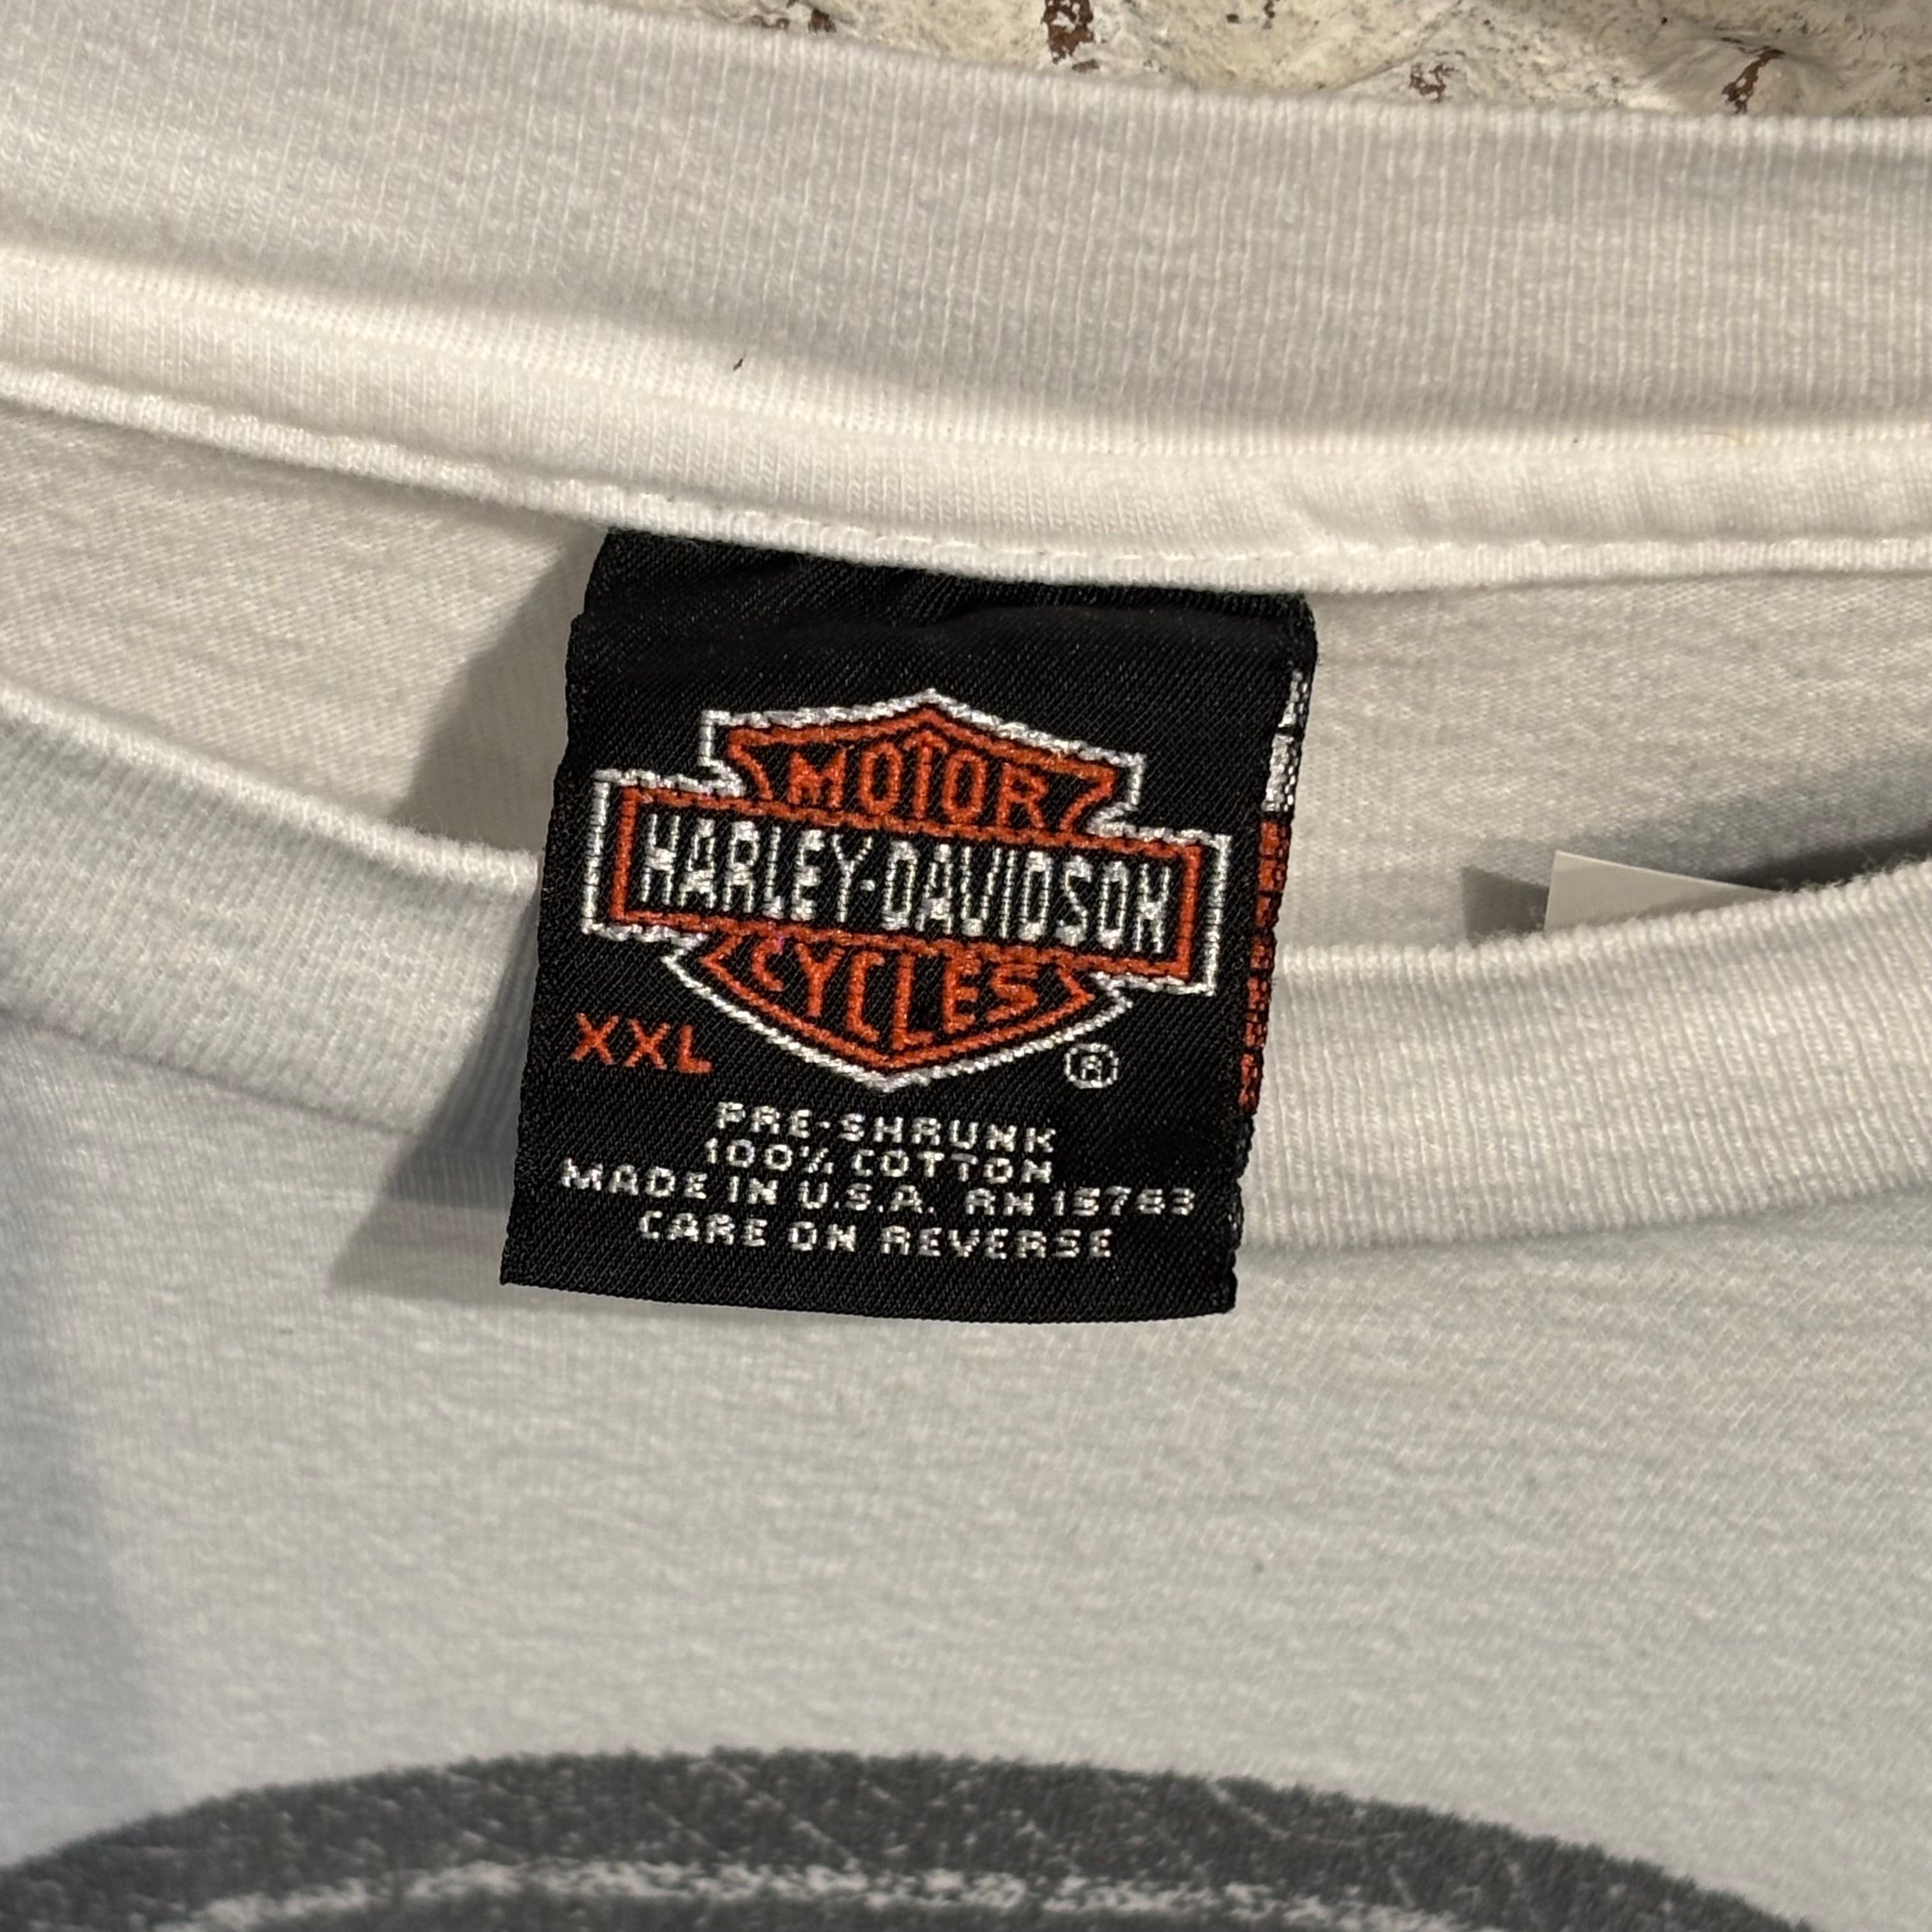 MOTOR
HARLEY-DAVIDSON
CYCLES
XXL
®
PRE-SHRUNK
100% COTTON
MADE IN U.S.A. RN 15763
CARE ON REVERSE